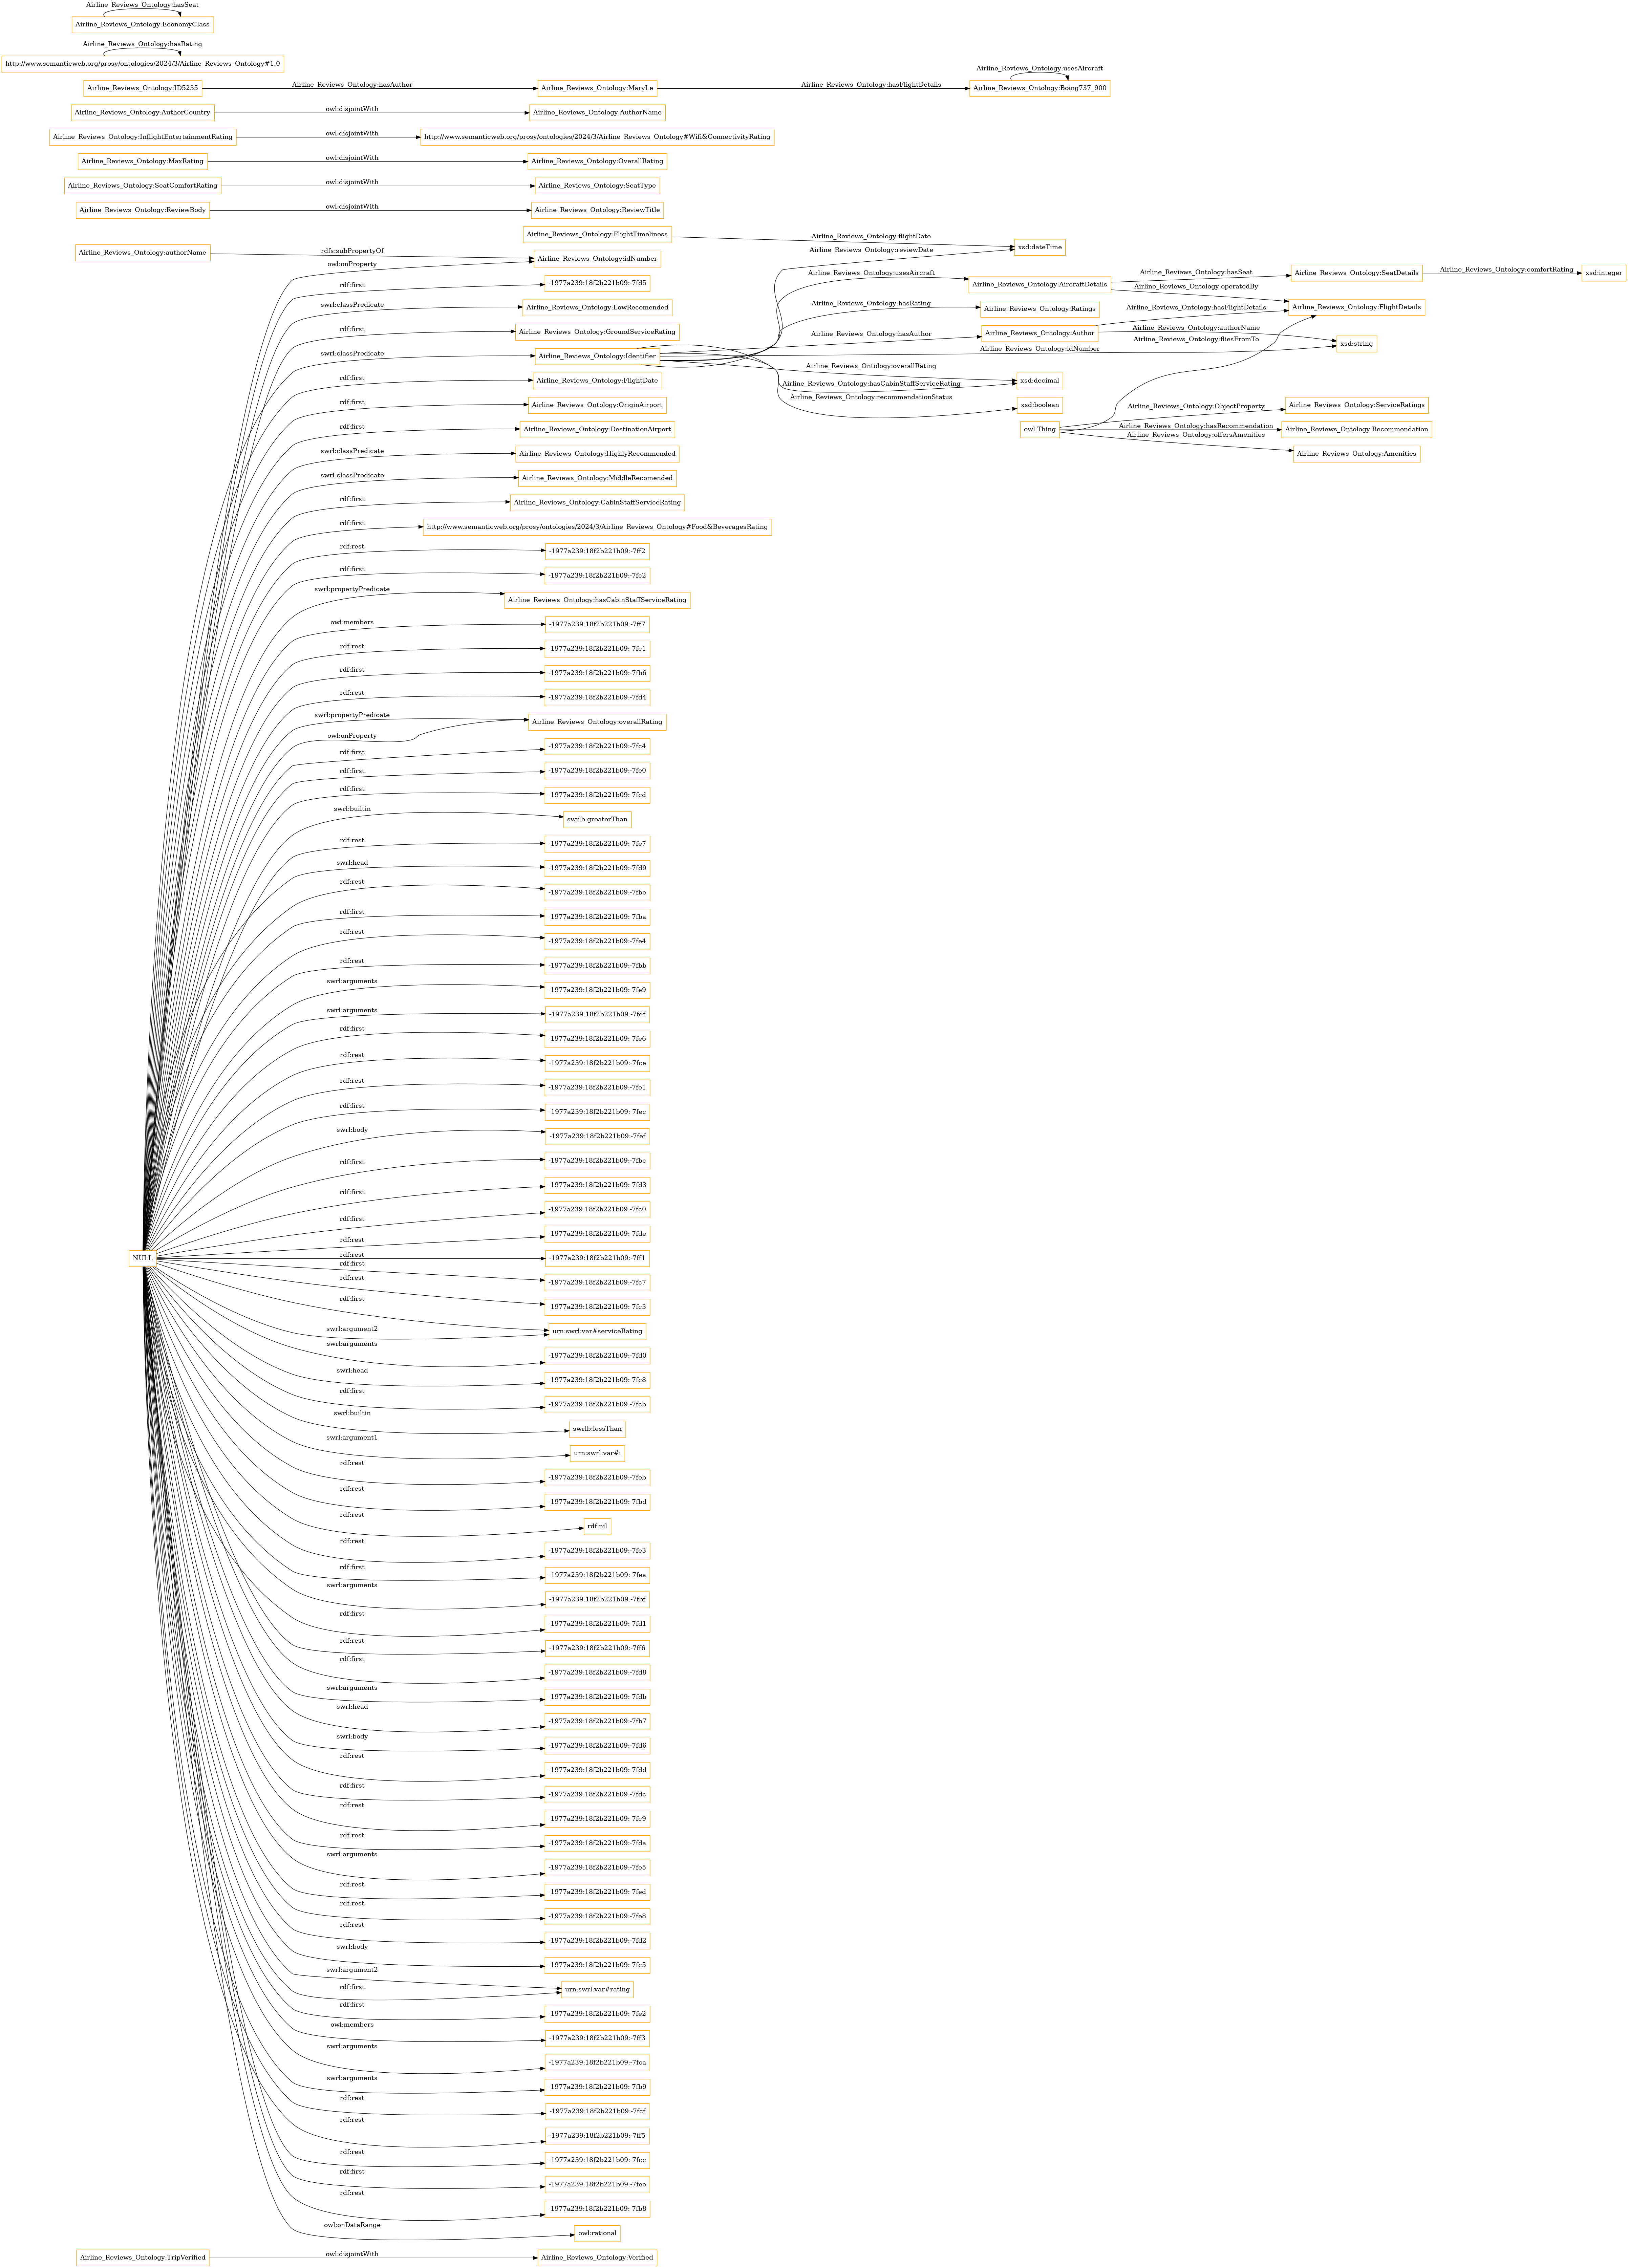 Airline_Reviews_Ontology:hasSeat
Airline_Reviews_Ontology:EconomyClass
Airline_Reviews_Ontology:hasRating
http://www.semanticweb.org/prosy/ontologies/2024/3/Airline_Reviews_Ontology#1.0
Airline_Reviews_Ontology:usesAircraft
Airline_Reviews_Ontology:ID5235 Airline_Reviews_Ontology:hasAuthor Airline_Reviews_Ontology:MaryLe Airline_Reviews_Ontology:hasFlightDetails Airline_Reviews_Ontology:Boing737_900
Airline_Reviews_Ontology:AuthorCountry owl:disjointWith Airline_Reviews_Ontology:AuthorName
Airline_Reviews_Ontology:InflightEntertainmentRating owl:disjointWith http://www.semanticweb.org/prosy/ontologies/2024/3/Airline_Reviews_Ontology#Wifi&ConnectivityRating
Airline_Reviews_Ontology:MaxRating owl:disjointWith Airline_Reviews_Ontology:OverallRating
Airline_Reviews_Ontology:SeatComfortRating owl:disjointWith Airline_Reviews_Ontology:SeatType
Airline_Reviews_Ontology:ReviewBody owl:disjointWith Airline_Reviews_Ontology:ReviewTitle
Airline_Reviews_Ontology:FlightTimeliness Airline_Reviews_Ontology:flightDate xsd:dateTime
Airline_Reviews_Ontology:authorName rdfs:subPropertyOf Airline_Reviews_Ontology:idNumber Airline_Reviews_Ontology:reviewDate
owl:onProperty
Airline_Reviews_Ontology:usesAircraft Airline_Reviews_Ontology:AircraftDetails Airline_Reviews_Ontology:hasSeat Airline_Reviews_Ontology:SeatDetails Airline_Reviews_Ontology:comfortRating xsd:integer
rdf:first -1977a239:18f2b221b09:-7fd5 Airline_Reviews_Ontology:operatedBy
swrl:classPredicate Airline_Reviews_Ontology:LowRecomended Airline_Reviews_Ontology:hasRating Airline_Reviews_Ontology:Ratings Airline_Reviews_Ontology:hasFlightDetails Airline_Reviews_Ontology:FlightDetails
rdf:first Airline_Reviews_Ontology:GroundServiceRating Airline_Reviews_Ontology:hasAuthor Airline_Reviews_Ontology:Author Airline_Reviews_Ontology:authorName
Airline_Reviews_Ontology:fliesFromTo
swrl:classPredicate Airline_Reviews_Ontology:Identifier Airline_Reviews_Ontology:idNumber xsd:string
Airline_Reviews_Ontology:overallRating
rdf:first Airline_Reviews_Ontology:FlightDate Airline_Reviews_Ontology:hasCabinStaffServiceRating xsd:decimal
Airline_Reviews_Ontology:recommendationStatus
rdf:first Airline_Reviews_Ontology:OriginAirport xsd:boolean Airline_Reviews_Ontology:ObjectProperty Airline_Reviews_Ontology:ServiceRatings
rdf:first Airline_Reviews_Ontology:DestinationAirport owl:Thing Airline_Reviews_Ontology:hasRecommendation Airline_Reviews_Ontology:Recommendation
Airline_Reviews_Ontology:offersAmenities Airline_Reviews_Ontology:Amenities
swrl:classPredicate Airline_Reviews_Ontology:HighlyRecommended
swrl:classPredicate Airline_Reviews_Ontology:MiddleRecomended
rdf:first Airline_Reviews_Ontology:CabinStaffServiceRating
rdf:first http://www.semanticweb.org/prosy/ontologies/2024/3/Airline_Reviews_Ontology#Food&BeveragesRating
rdf:rest -1977a239:18f2b221b09:-7ff2
rdf:first -1977a239:18f2b221b09:-7fc2
swrl:propertyPredicate Airline_Reviews_Ontology:hasCabinStaffServiceRating
owl:members -1977a239:18f2b221b09:-7ff7
rdf:rest -1977a239:18f2b221b09:-7fc1
rdf:first -1977a239:18f2b221b09:-7fb6
rdf:rest -1977a239:18f2b221b09:-7fd4
swrl:propertyPredicate Airline_Reviews_Ontology:overallRating
owl:onProperty
rdf:first -1977a239:18f2b221b09:-7fc4
rdf:first -1977a239:18f2b221b09:-7fe0
rdf:first -1977a239:18f2b221b09:-7fcd
swrl:builtin swrlb:greaterThan
rdf:rest -1977a239:18f2b221b09:-7fe7
swrl:head -1977a239:18f2b221b09:-7fd9
rdf:rest -1977a239:18f2b221b09:-7fbe
rdf:first -1977a239:18f2b221b09:-7fba
rdf:rest -1977a239:18f2b221b09:-7fe4
rdf:rest -1977a239:18f2b221b09:-7fbb
swrl:arguments -1977a239:18f2b221b09:-7fe9
swrl:arguments -1977a239:18f2b221b09:-7fdf
rdf:first -1977a239:18f2b221b09:-7fe6
rdf:rest -1977a239:18f2b221b09:-7fce
rdf:rest -1977a239:18f2b221b09:-7fe1
rdf:first -1977a239:18f2b221b09:-7fec
swrl:body -1977a239:18f2b221b09:-7fef
rdf:first -1977a239:18f2b221b09:-7fbc
rdf:first -1977a239:18f2b221b09:-7fd3
rdf:first -1977a239:18f2b221b09:-7fc0
rdf:rest -1977a239:18f2b221b09:-7fde
NULL rdf:rest -1977a239:18f2b221b09:-7ff1
rdf:first -1977a239:18f2b221b09:-7fc7
rdf:rest -1977a239:18f2b221b09:-7fc3
rdf:first urn:swrl:var#serviceRating
swrl:argument2
swrl:arguments -1977a239:18f2b221b09:-7fd0
swrl:head -1977a239:18f2b221b09:-7fc8
rdf:first -1977a239:18f2b221b09:-7fcb
swrl:builtin swrlb:lessThan
swrl:argument1 urn:swrl:var#i
rdf:rest -1977a239:18f2b221b09:-7feb
rdf:rest -1977a239:18f2b221b09:-7fbd
rdf:rest rdf:nil
rdf:rest -1977a239:18f2b221b09:-7fe3
rdf:first -1977a239:18f2b221b09:-7fea
swrl:arguments -1977a239:18f2b221b09:-7fbf
rdf:first -1977a239:18f2b221b09:-7fd1
rdf:rest -1977a239:18f2b221b09:-7ff6
rdf:first -1977a239:18f2b221b09:-7fd8
swrl:arguments -1977a239:18f2b221b09:-7fdb
swrl:head -1977a239:18f2b221b09:-7fb7
swrl:body -1977a239:18f2b221b09:-7fd6
rdf:rest -1977a239:18f2b221b09:-7fdd
rdf:first -1977a239:18f2b221b09:-7fdc
rdf:rest -1977a239:18f2b221b09:-7fc9
rdf:rest -1977a239:18f2b221b09:-7fda
swrl:arguments -1977a239:18f2b221b09:-7fe5
rdf:rest -1977a239:18f2b221b09:-7fed
rdf:rest -1977a239:18f2b221b09:-7fe8
rdf:rest -1977a239:18f2b221b09:-7fd2
swrl:body -1977a239:18f2b221b09:-7fc5
swrl:argument2 urn:swrl:var#rating
rdf:first
rdf:first -1977a239:18f2b221b09:-7fe2
owl:members -1977a239:18f2b221b09:-7ff3
swrl:arguments -1977a239:18f2b221b09:-7fca
swrl:arguments -1977a239:18f2b221b09:-7fb9
rdf:rest -1977a239:18f2b221b09:-7fcf
rdf:rest -1977a239:18f2b221b09:-7ff5
rdf:rest -1977a239:18f2b221b09:-7fcc
rdf:first -1977a239:18f2b221b09:-7fee
rdf:rest -1977a239:18f2b221b09:-7fb8
owl:onDataRange owl:rational
Airline_Reviews_Ontology:TripVerified owl:disjointWith Airline_Reviews_Ontology:Verified